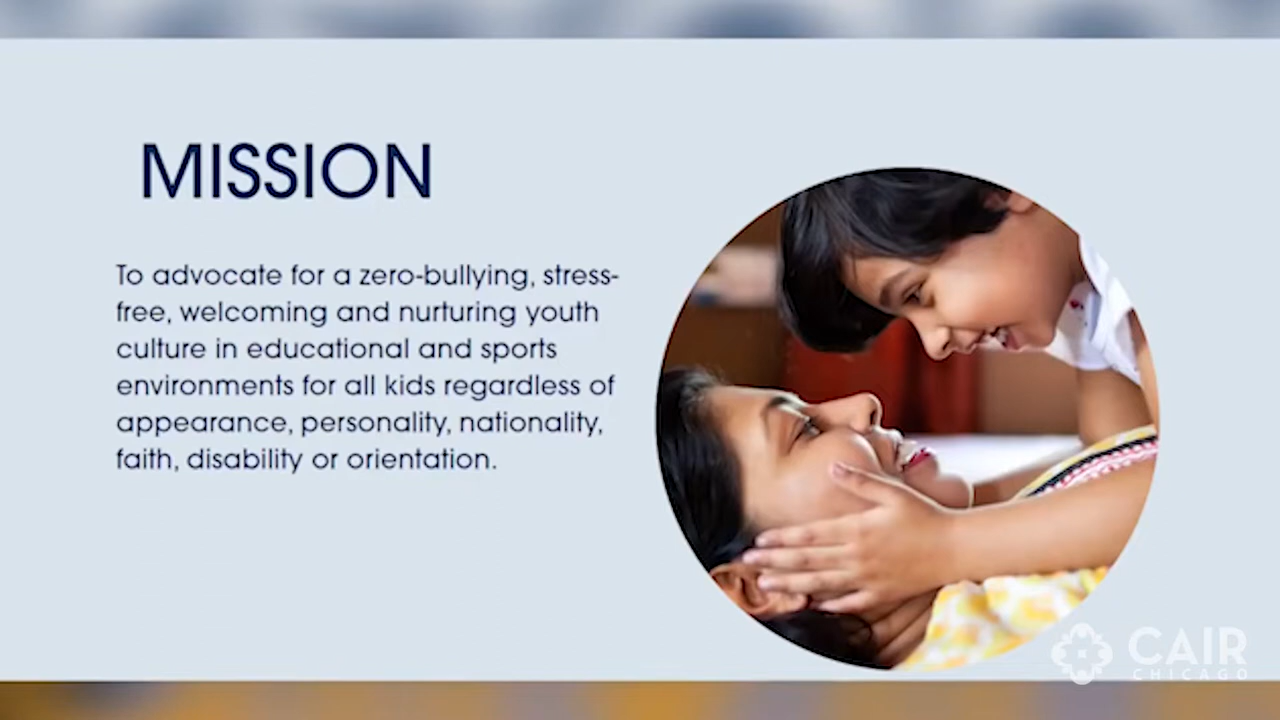 MISSION
To advocate for a zero-bullying, stress-
free, welcoming and nurturing youth
culture in educational and sports
environments for all kids regardless of
appearance, personality, nationality,
faith, disability or orientation.
CAIR
CHICAGO